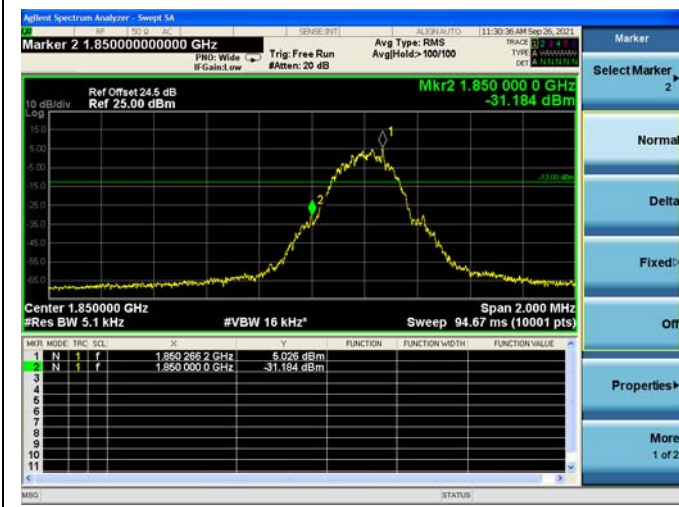 Agilent Spectrum Analyzer - Swept SA
RF 50 Ω AC SENSE:INT ALIGN AUTO 11:30:36 AM Sep 26, 2021
Marker 2 1.850000000000 GHz
PNO: Wide
IFGain:Low
Trig: Free Run
#Atten: 20 dB
Avg Type: RMS
Avg|Hold:>100/100
TRACE 1 2 3 4 5 6
TYPE A WWWWW
DET A N N N N N
Ref Offset 24.5 dB
10 dB/div Ref 25.00 dBm
Log
Mkr2 1.850 000 0 GHz
-31.184 dBm
15.0
5.00
-5.00
-15.0
-25.0
-35.0
-45.0
-55.0
-65.0
1
2
-13.00 dBm
Center 1.850000 GHz Span 2.000 MHz
#Res BW 5.1 kHz #VBW 16 kHz* Sweep 94.67 ms (10001 pts)
MKR MODE TRC SCL X Y FUNCTION FUNCTION WIDTH FUNCTION VALUE
1 N 1 f 1.850 266 2 GHz 5.026 dBm
2 N 1 f 1.850 000 0 GHz -31.184 dBm
3
4
5
6
7
8
9
10
11
MSG STATUS
Marker
Select Marker
2
Normal
Delta
Fixed
Off
Properties
More
1 of 2